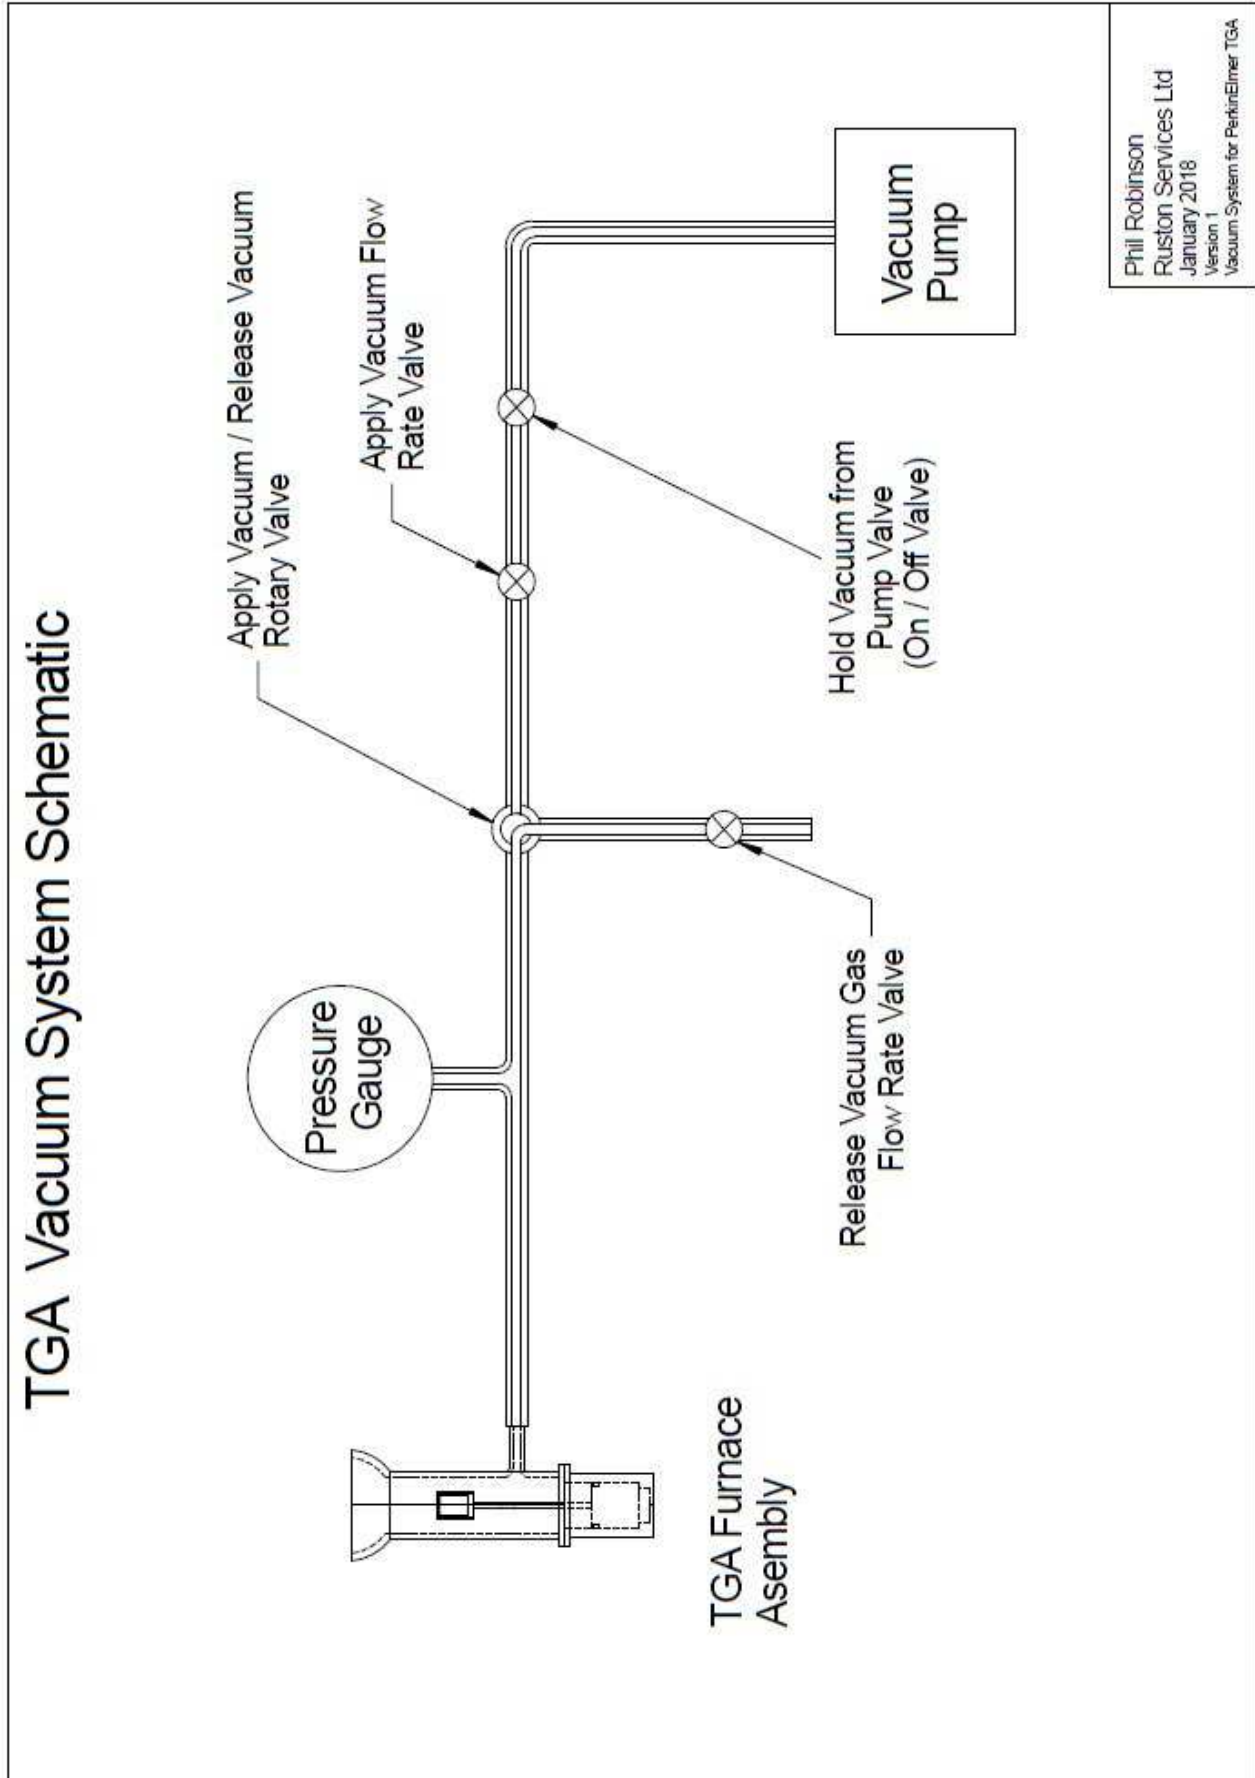 TGA Vacuum System Schematic
Apply Vacuum / Release Vacuum
Rotary Valve
Apply Vacuum Flow
Rate Valve
Pressure
Gauge
Hold Vacuum from
Pump Valve
(On / Off Valve)
Vacuum
Pump
Release Vacuum Gas
Flow Rate Valve
TGA Furnace
Asembly
Phil Robinson
Ruston Services Ltd
January 2018
Version 1
Vacuum System for PerkinElmer TGA